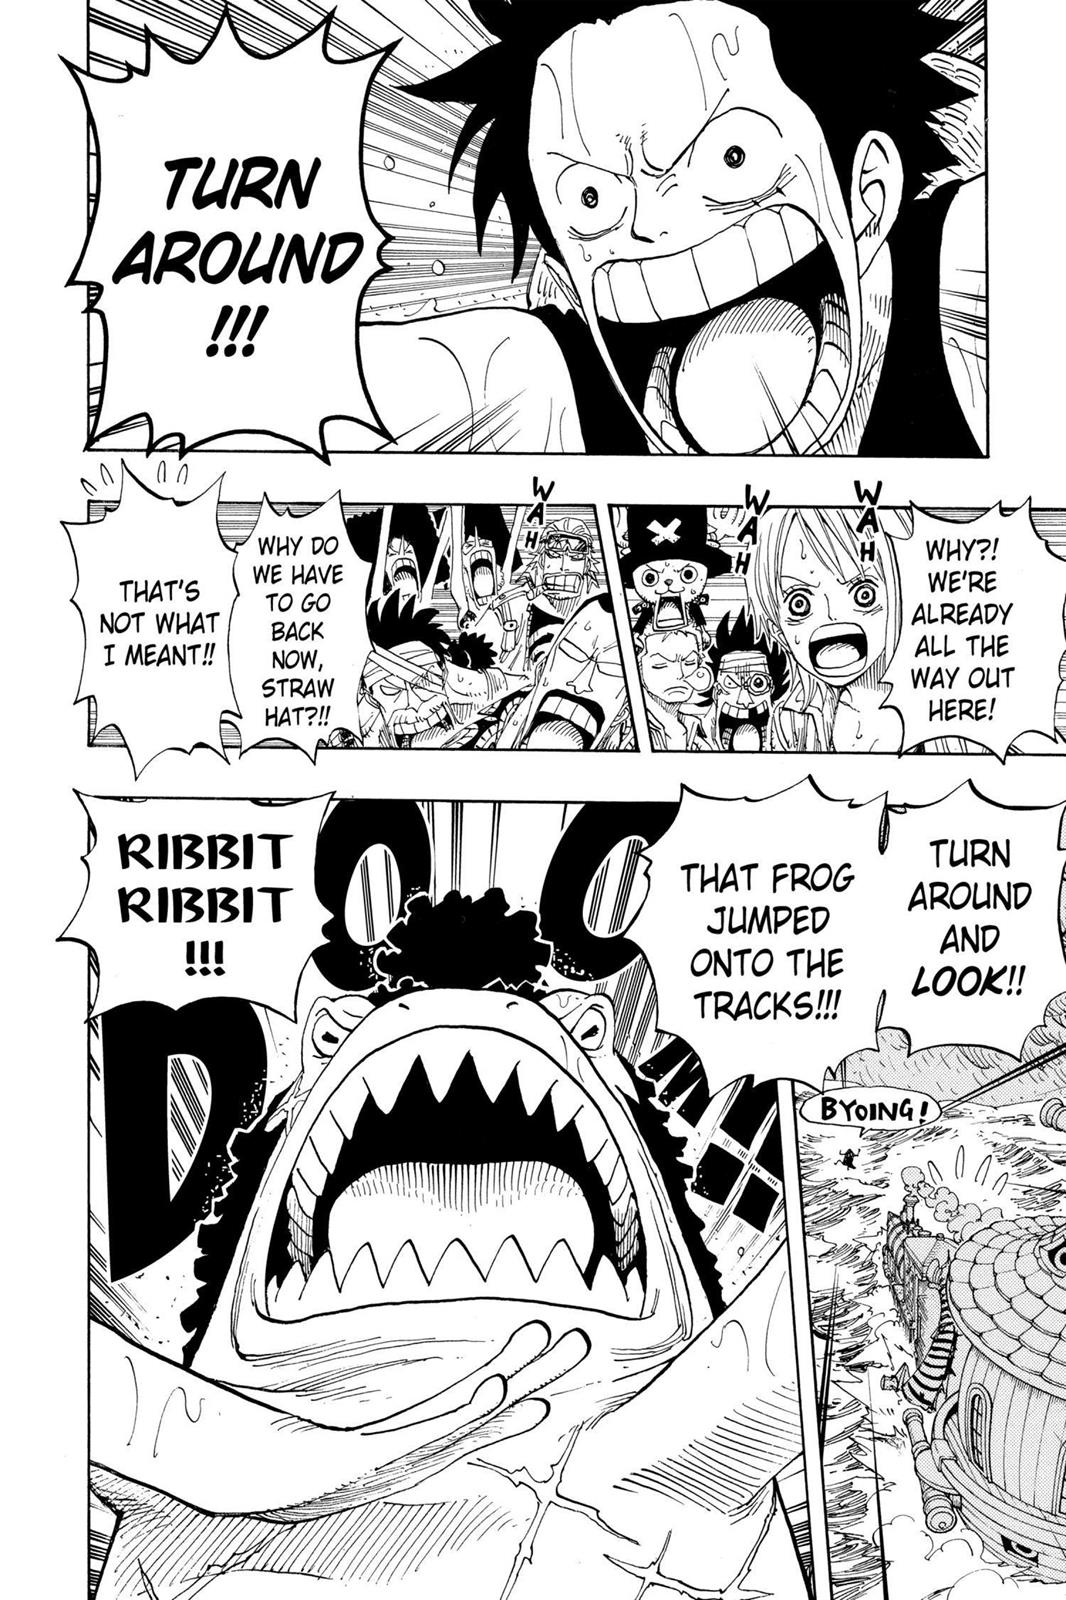 TURN
AROUND
!!!
WHY?!
WE'RE
ALREADY
ALL THE
WAY OUT
HERE!
WAH
WAH
WAH
WHY DO
WE HAVE
TO GO
BACK
NOW,
STRAW
HAT?!!
THAT'S
NOT WHAT
I MEANT!!
TURN
AROUND
AND
LOOK!!
THAT FROG
JUMPED
ONTO THE
TRACKS!!!
BYOING!
RIBBIT
RIBBIT
!!!
DOOM!!